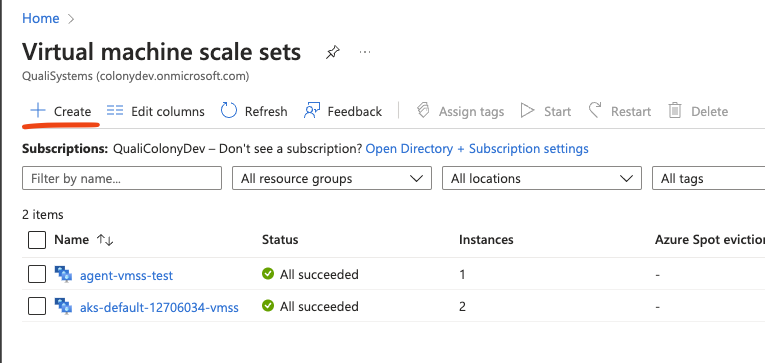 Home >
Virtual machine scale sets ...
QualiSystems (colonydev.onmicrosoft.com)
+ Create Edit columns Refresh Feedback Assign tags Start Restart Delete
Subscriptions: QualiColonyDev – Don't see a subscription? Open Directory + Subscription settings
Filter by name... All resource groups All locations All tags
2 items
Name ↑↓ Status Instances Azure Spot eviction
agent-vmss-test All succeeded 1 -
aks-default-12706034-vmss All succeeded 2 -